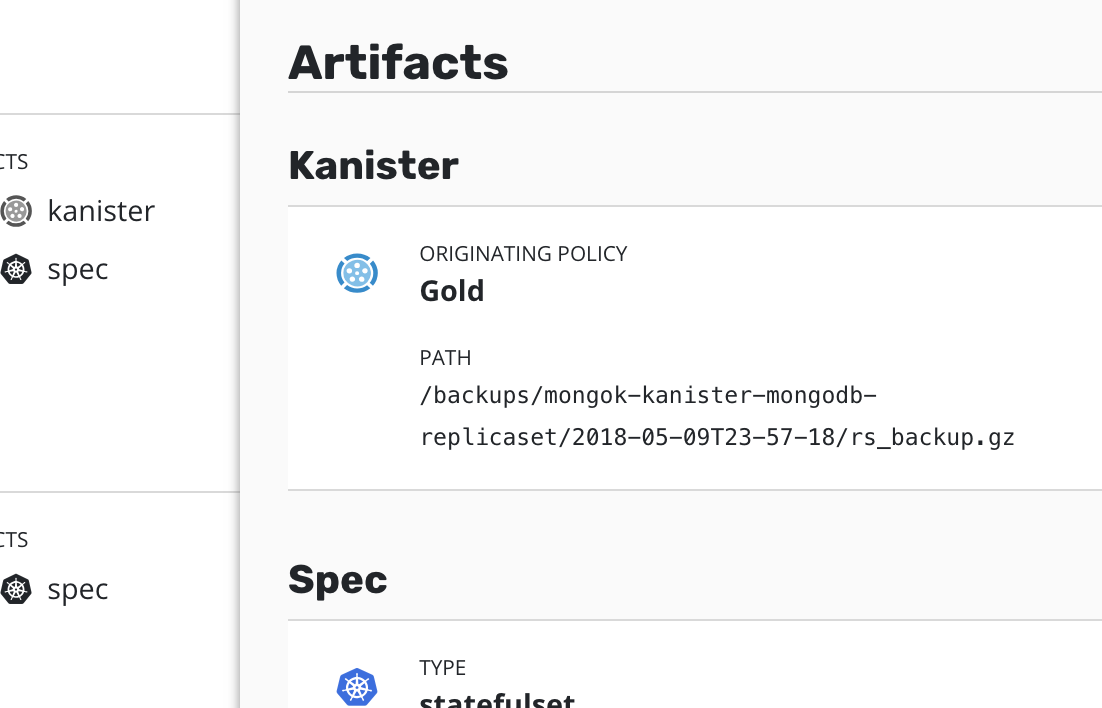 CTS
kanister
spec
CTS
spec
Artifacts
Kanister
ORIGINATING POLICY
Gold
PATH
/backups/mongok-kanister-mongodb-
replicaset/2018-05-09T23-57-18/rs_backup.gz
Spec
TYPE
statefulset